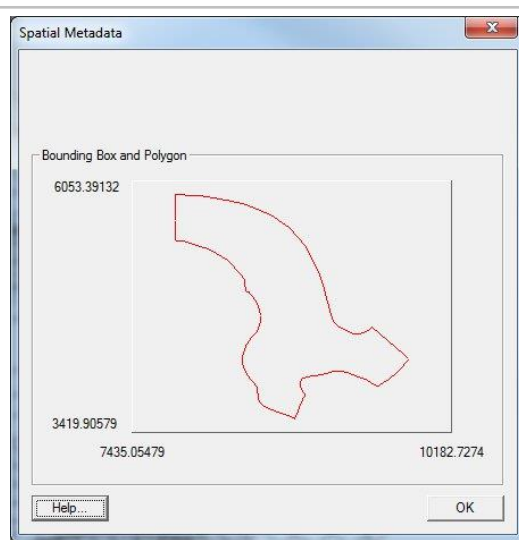 Spatial Metadata
Bounding Box and Polygon
6053.39132
3419.90579
7435.05479
10182.7274
Help...
OK